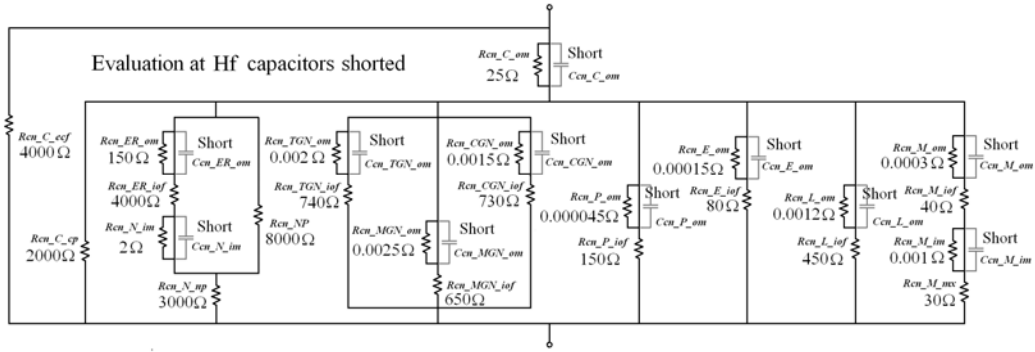 Evaluation at Hf capacitors shorted
Rcn_C_om
25Ω
Short
Ccn_C_om
Rcn_C_ecf
4000Ω
Rcn_C_cp
2000Ω
Rcn_ER_om
150Ω
Short
Ccn_ER_om
Rcn_ER_iof
4000Ω
Rcn_N_im
2Ω
Short
Ccn_N_im
Rcn_NP
8000Ω
Rcn_N_np
3000Ω
Rcn_TGN_om
0.002Ω
Short
Ccn_TGN_om
Rcn_TGN_iof
740Ω
Rcn_MGN_om
0.0025Ω
Short
Ccn_MGN_om
Rcn_MGN_iof
650Ω
Rcn_CGN_om
0.0015Ω
Short
Ccn_CGN_om
Rcn_CGN_iof
730Ω
Rcn_P_om
0.000045Ω
Short
Ccn_P_om
Rcn_P_iof
150Ω
Rcn_E_om
0.00015Ω
Short
Ccn_E_om
Rcn_E_iof
80Ω
Rcn_L_om
0.0012Ω
Short
Ccn_L_om
Rcn_L_iof
450Ω
Rcn_M_om
0.0003Ω
Short
Ccn_M_om
Rcn_M_iof
40Ω
Rcn_M_im
0.001Ω
Short
Ccn_M_im
Rcn_M_mx
30Ω